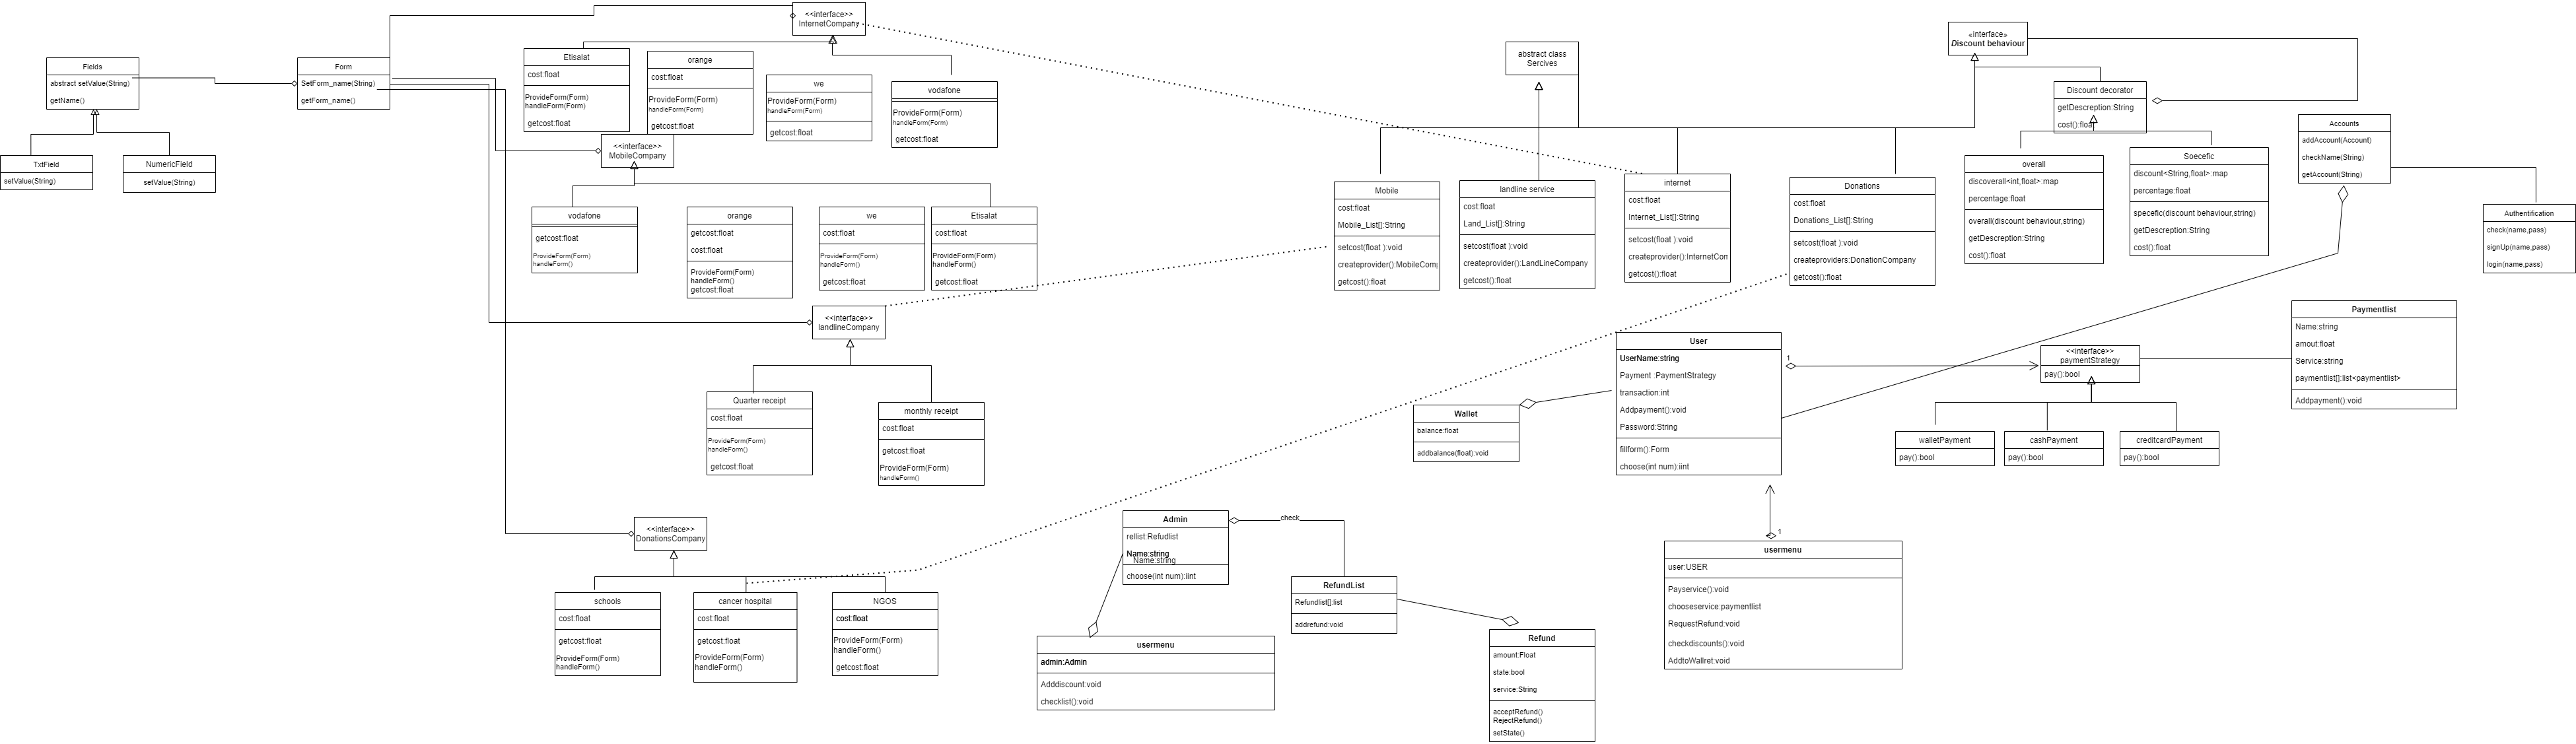 Fields
abstract setValue(String)
getName()
TxtField
setValue(String)
NumericField
setValue(String)
Form
SetForm_name(String)
getForm_name()
<<interface>>
InternetCompany
Etisalat
cost:float
ProvideForm(Form)
handleForm(Form)
getcost:float
orange
cost:float
ProvideForm(Form)
handleForm(Form)
getcost:float
we
ProvideForm(Form)
handleForm(Form)
getcost:float
vodafone
ProvideForm(Form)
handleForm(Form)
getcost:float
<<interface>>
MobileCompany
vodafone
getcost:float
ProvideForm(Form)
handleForm()
orange
getcost:float
cost:float
ProvideForm(Form)
handleForm()
getcost:float
we
cost:float
ProvideForm(Form)
handleForm()
getcost:float
Etisalat
cost:float
ProvideForm(Form)
handleForm()
getcost:float
<<interface>>
landlineCompany
Quarter receipt
cost:float
ProvideForm(Form)
handleForm()
getcost:float
monthly receipt
cost:float
getcost:float
ProvideForm(Form)
handleForm()
<<interface>>
DonationsCompany
schools
cost:float
getcost:float
ProvideForm(Form)
handleForm()
cancer hospital
cost:float
getcost:float
ProvideForm(Form)
handleForm()
NGOS
cost:float
ProvideForm(Form)
handleForm()
getcost:float
abstract class
Sercives
Mobile
cost:float
Mobile_List[]:String
setcost(float ):void
createprovider():MobileComp
getcost():float
landline service
cost:float
Land_List[]:String
setcost(float ):void
createprovider():LandLineCompany
getcost():float
internet
cost:float
Internet_List[]:String
setcost(float ):void
createprovider():InternetCom
getcost():float
Donations
cost:float
Donations_List[]:String
setcost(float ):void
createproviders:DonationCompany
getcost():float
«interface»
Discount behaviour
Discount decorator
getDescreption:String
cost():float
overall
discoverall<int,float>:map
percentage:float
overall(discount behaviour,string)
getDescreption:String
cost():float
Soecefic
discount<String,float>:map
percentage:float
specefic(discount behaviour,string)
getDescreption:String
cost():float
Accounts
addAccount(Account)
checkName(String)
getAccount(String)
Authentification
check(name,pass)
signUp(name,pass)
login(name,pass)
Paymentlist
Name:string
amout:float
Service:string
paymentlist[]:list<paymentlist>
Addpayment():void
<<interface>>
paymentStrategy
pay():bool
walletPayment
pay():bool
cashPayment
pay():bool
creditcardPayment
pay():bool
User
UserName:string
Payment :PaymentStrategy
transaction:int
Addpayment():void
Password:String
fillform():Form
choose(int num):iint
1
Wallet
balance:float
addbalance(float):void
1
usermenu
user:USER
Payservice():void
chooseservice:paymentlist
RequestRefund:void
checkdiscounts():void
AddtoWallret:void
Admin
rellist:Refudlist
Name:string
Name:string
choose(int num):iint
check
RefundList
Refundlist[]:list
addrefund:void
Refund
amount:Float
state:bool
service:String
acceptRefund()
RejectRefund()
setState()
usermenu
admin:Admin
Adddiscount:void
checklist():void